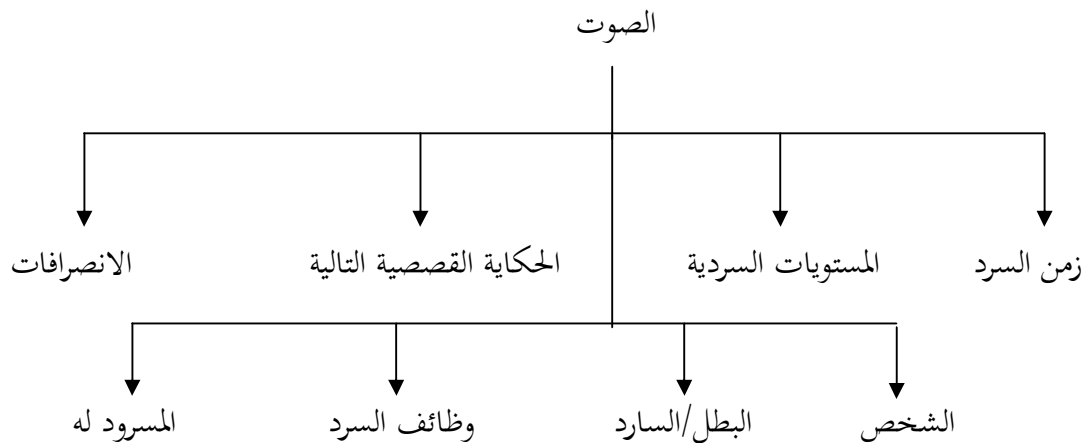 الصوت
زمن السرد المستويات السردية الحكاية القصصية التالية الانصرافات
الشخص البطل/السارد وظائف السرد المسرود له